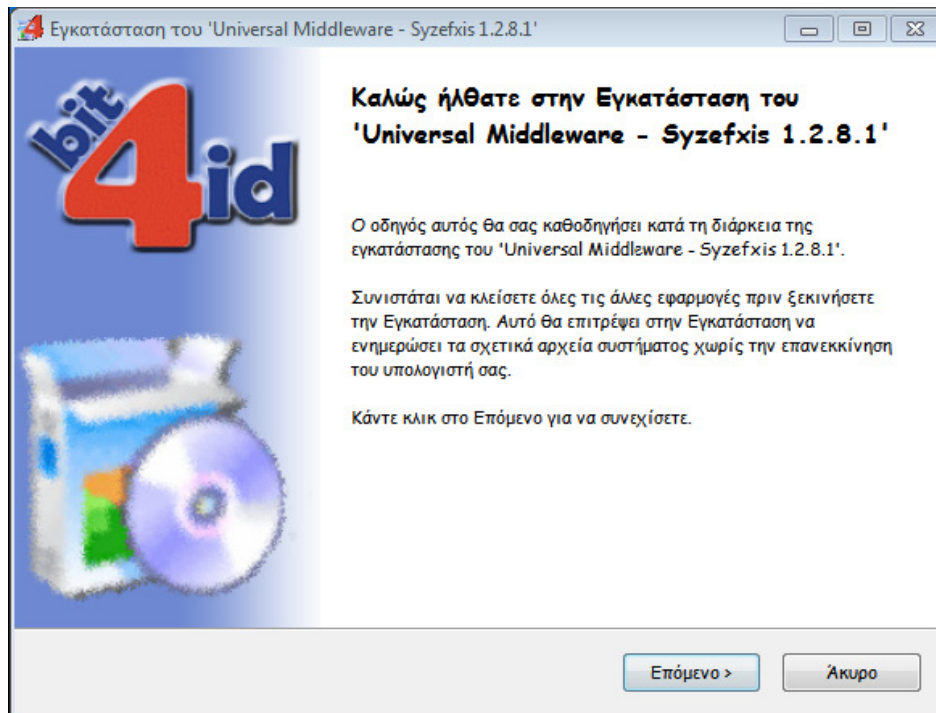 Εγκατάσταση του 'Universal Middleware - Syzefxis 1.2.8.1'
bit
4
id
Καλώς ήλθατε στην Εγκατάσταση του
'Universal Middleware - Syzefxis 1.2.8.1'
Ο οδηγός αυτός θα σας καθοδηγήσει κατά τη διάρκεια της
εγκατάστασης του 'Universal Middleware - Syzefxis 1.2.8.1'.
Συνιστάται να κλείσετε όλες τις άλλες εφαρμογές πριν ξεκινήσετε
την Εγκατάσταση. Αυτό θα επιτρέψει στην Εγκατάσταση να
ενημερώσει τα σχετικά αρχεία συστήματος χωρίς την επανεκκίνηση
του υπολογιστή σας.
Κάντε κλικ στο Επόμενο για να συνεχίσετε.
Επόμενο >
Άκυρο